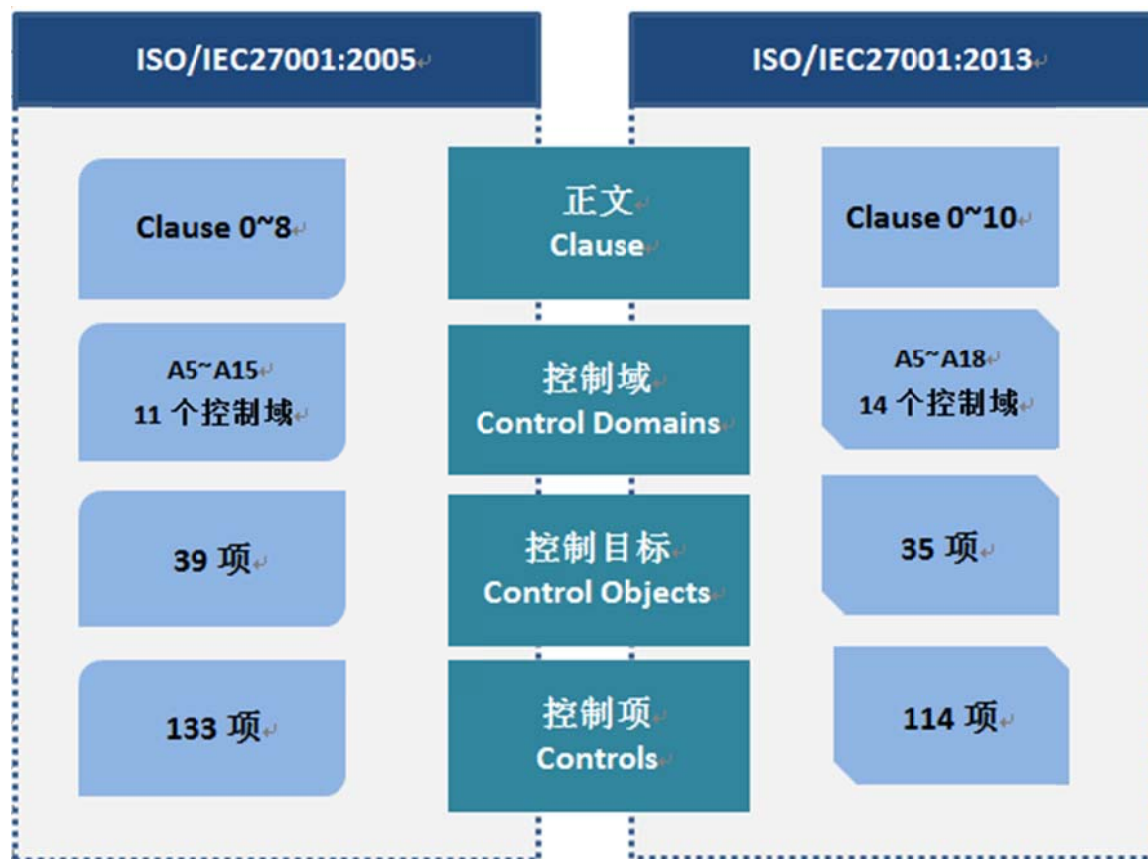 ISO/IEC27001:2005↵
ISO/IEC27001:2013↵
Clause 0~8↵
正文↵
Clause↵
Clause 0~10↵
A5~A15↵
11 个控制域↵
控制域↵
Control Domains↵
A5~A18↵
14 个控制域↵
39 项↵
控制目标↵
Control Objects↵
35 项↵
133 项↵
控制项↵
Controls↵
114 项↵